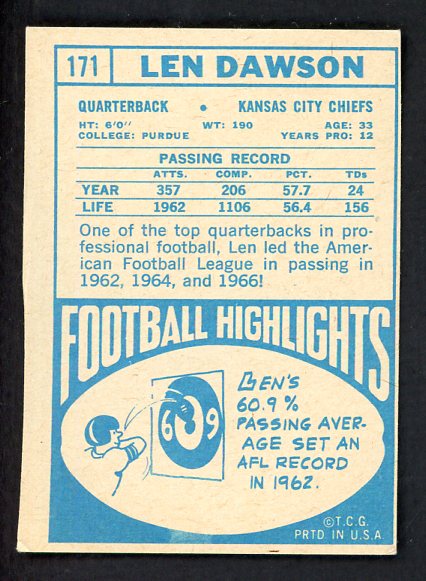 171 LEN DAWSON
QUARTERBACK • KANSAS CITY CHIEFS
HT: 6'0" WT: 190 AGE: 33
COLLEGE: PURDUE YEARS PRO: 12
PASSING RECORD
ATTS. COMP. PCT. TDs
YEAR 357 206 57.7 24
LIFE 1962 1106 56.4 156
One of the top quarterbacks in pro-
fessional football, Len led the Amer-
ican Football League in passing in
1962, 1964, and 1966!
FOOTBALL HIGHLIGHTS
LEN'S
60.9%
PASSING AVER-
AGE SET AN
AFL RECORD
IN 1962.
6 9
©T.C.G.
PRTD. IN U.S.A